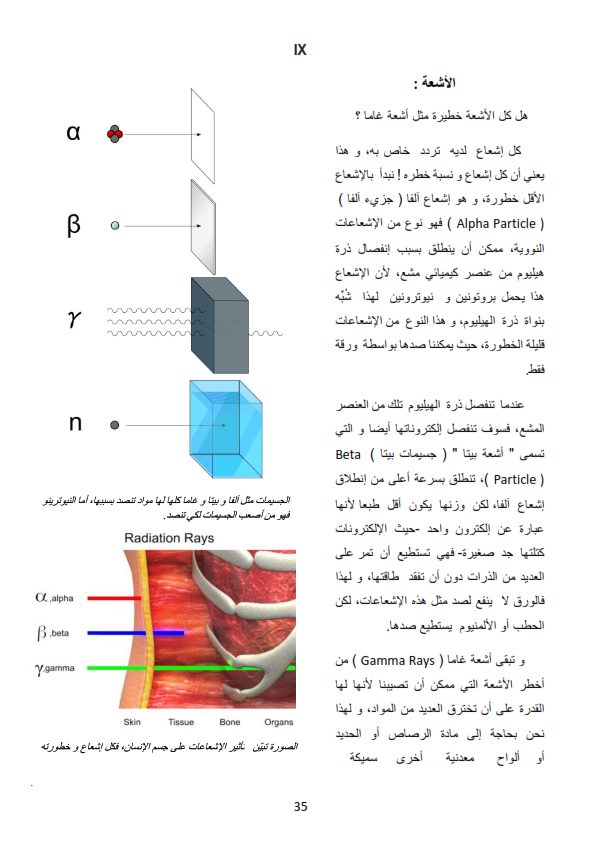 IX
الأشعة :
هل كل الأشعة خطيرة مثل أشعة غاما ؟
كل إشعاع لديه تردد خاص به، و هذا
يعني أن كل إشعاع و نسبة خطره ! نبدأ بالإشعاع
الأقل خطورة، و هو إشعاع آلفا ( جزيء آلفا )
( Alpha Particle ) فهو نوع من الإشعاعات
النووية، ممكن أن ينطلق بسبب إنفصال ذرة
هيليوم من عنصر كيميائي مشع، لأن الإشعاع
هذا يحمل بروتونين و نيوترونين لهذا شُبِّه
بنواة ذرة الهيليوم، و هذا النوع من الإشعاعات
قليلة الخطورة، حيث يمكننا صدها بواسطة ورقة
فقط.
عندما تنفصل ذرة الهيليوم تلك من العنصر
المشع، فسوف تنفصل إلكتروناتها أيضا و التي
تسمى " أشعة بيتا " ( جسيمات بيتا ) Beta
( Particle )، تنطلق بسرعة أعلى من إنطلاق
إشعاع آلفا، لكن وزنها يكون أقل طبعا لأنها
عبارة عن إلكترون واحد -حيث الإلكترونات
كتلتها جد صغيرة- فهي تستطيع أن تمر على
العديد من الذرات دون أن تفقد طاقتها، و لهذا
فالورق لا ينفع لصد مثل هذه الإشعاعات، لكن
الحطب أو الألمنيوم يستطيع صدها.
و تبقى أشعة غاما ( Gamma Rays ) من
أخطر الأشعة التي ممكن أن تصيبنا لأنها لها
القدرة على أن تخترق العديد من المواد، و لهذا
نحن بحاجة إلى مادة الرصاص أو الحديد
أو ألواح معدنية أخرى سميكة
α
β
γ
n
الجسيمات مثل آلفا و بيتا و غاما كلها لها مواد تنصد بسببها، أما النيوترينو
فهو من أصعب الجسيمات لكي تنصد.
Radiation Rays
α ,alpha
β ,beta
γ,gamma
Skin Tissue Bone Organs
الصورة تبيّن تأثير الإشعاعات على جسم الإنسان، فكل إشعاع و خطورته
.
35